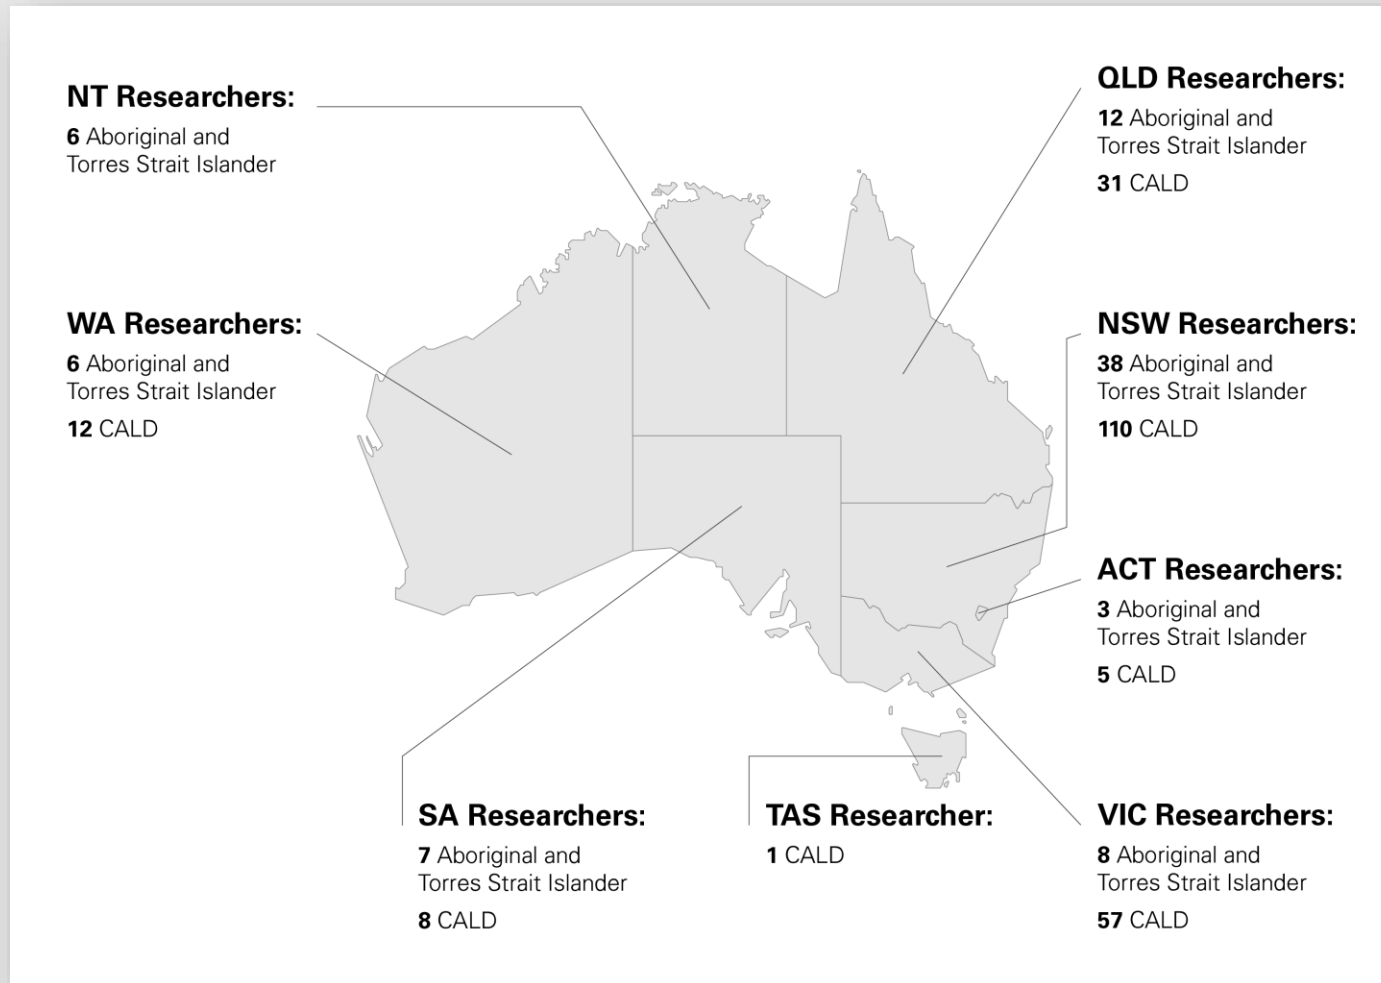 NT Researchers:
6 Aboriginal and
Torres Strait Islander
QLD Researchers:
12 Aboriginal and
Torres Strait Islander
31 CALD
WA Researchers:
6 Aboriginal and
Torres Strait Islander
12 CALD
NSW Researchers:
38 Aboriginal and
Torres Strait Islander
110 CALD
ACT Researchers:
3 Aboriginal and
Torres Strait Islander
5 CALD
SA Researchers:
7 Aboriginal and
Torres Strait Islander
8 CALD
TAS Researcher:
1 CALD
VIC Researchers:
8 Aboriginal and
Torres Strait Islander
57 CALD